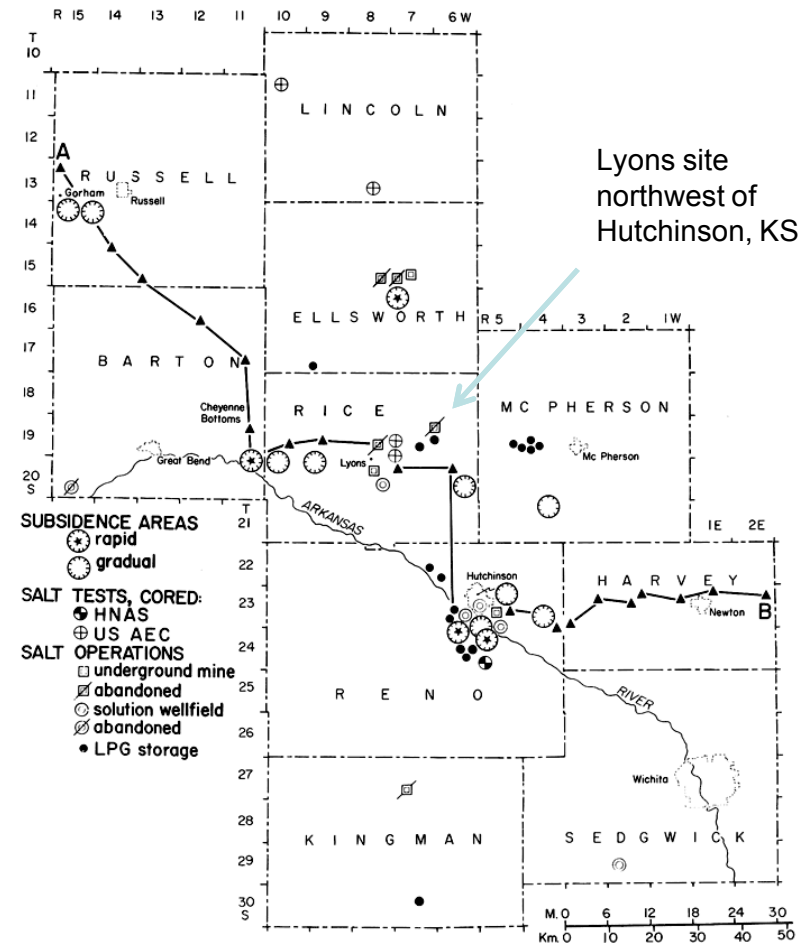 R 15 14 13 12 11 10 9 8 7 6 W
T
10
11
LINCOLN
12
A
RUSSELL
13
Gorham
Russell
14
15
Lyons site
northwest of
Hutchinson, KS
16
ELLSWORTH
R 5 4 3 2 1W
17
BARTON
18
Cheyenne
Bottoms
RICE
MC PHERSON
19
Great Bend
Lyons
Mc Pherson
20
S
ARKANSAS
T
21
1E 2E
SUBSIDENCE AREAS
rapid
gradual
22
Hutchinson
HARVEY
23
Newton
B
SALT TESTS, CORED:
HNAS
US AEC
24
SALT OPERATIONS
underground mine
abandoned
solution wellfield
abandoned
LPG storage
25
RENO
RIVER
26
27
Wichita
28
KINGMAN
SEDGWICK
29
30
S
M. 0 6 12 18 24 30
Km. 0 10 20 30 40 50